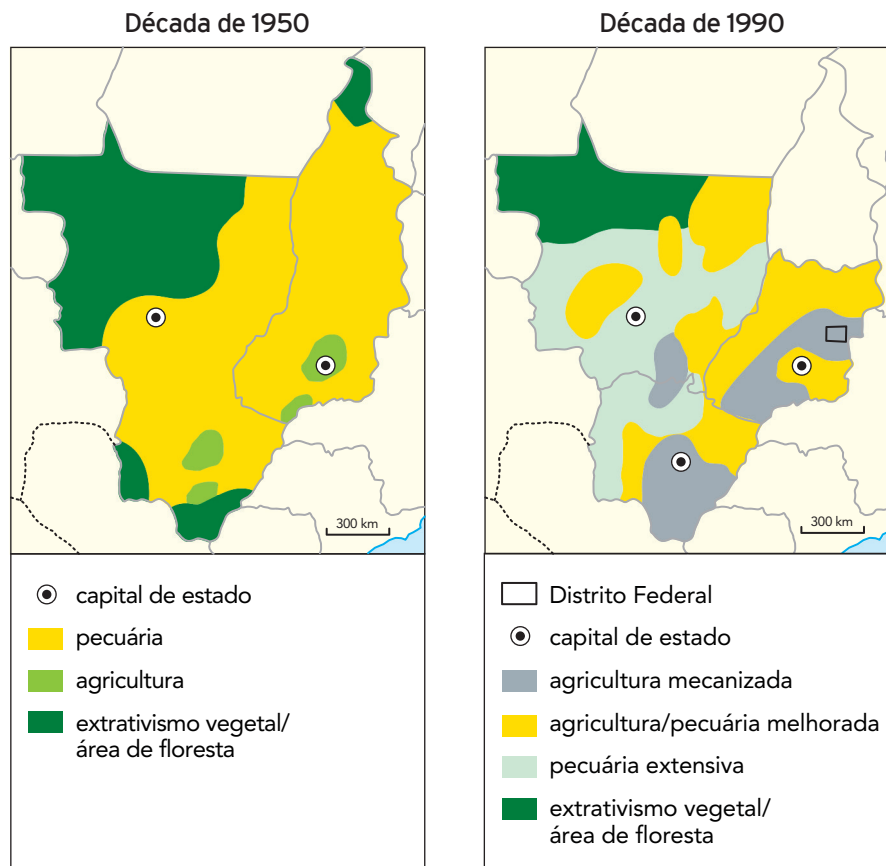 Década de 1950
300 km
capital de estado
pecuária
agricultura
extrativismo vegetal/
área de floresta
Década de 1990
300 km
Distrito Federal
capital de estado
agricultura mecanizada
agricultura/pecuária melhorada
pecuária extensiva
extrativismo vegetal/
área de floresta